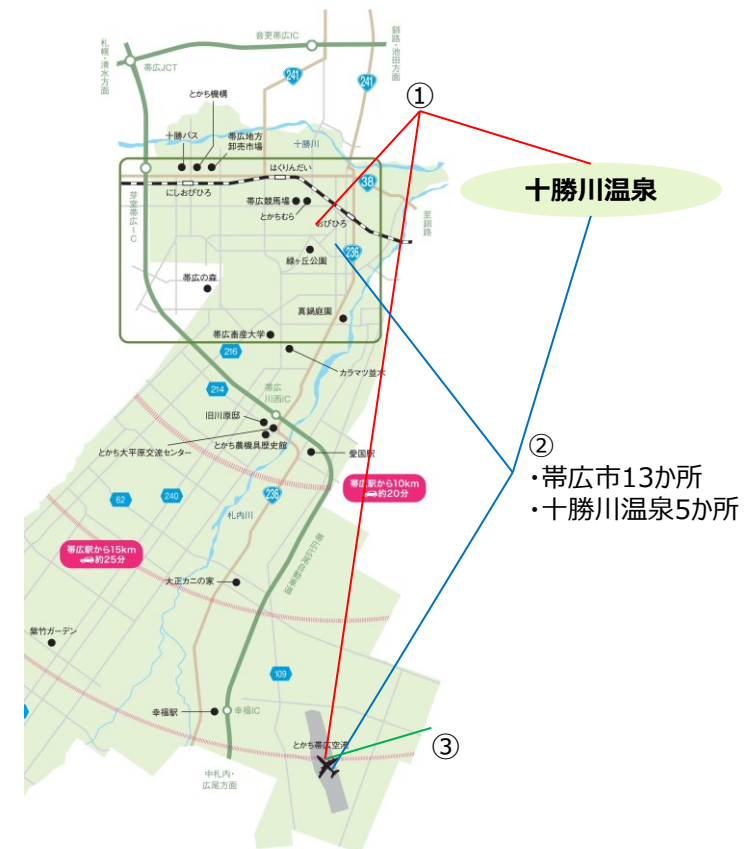 音更帯広IC
札幌・清水方面
釧路・池田方面
帯広JCT
241
241
とかち機構
①
十勝バス
帯広地方
卸売市場
十勝川
はくりんだい
38
十勝川温泉
にしおびひろ
芽室帯広IC
帯広競馬場
とかちむら
おびひろ
至釧路
236
緑ヶ丘公園
帯広の森
真鍋庭園
帯広畜産大学
216
カラマツ並木
214
帯広
川西IC
旧川原邸
とかち農機具歴史館
とかち大平原交流センター
愛国駅
②
・帯広市13か所
・十勝川温泉5か所
帯広駅から10km
約20分
62
240
236
札内川
帯広広尾自動車道
帯広駅から15km
約25分
大正カニの家
紫竹ガーデン
109
幸福駅
幸福IC
とかち帯広空港
③
中札内・
広尾方面